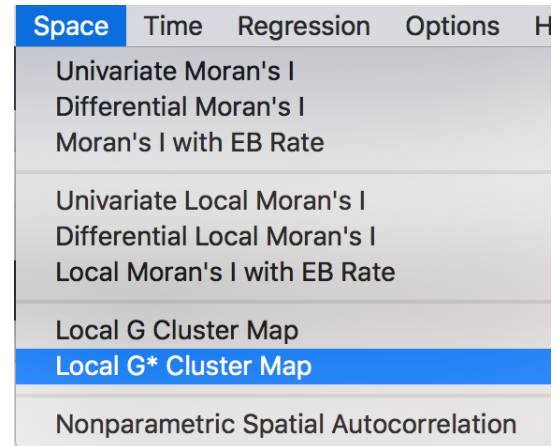 Space Time Regression Options H
Univariate Moran's I
Differential Moran's I
Moran's I with EB Rate
Univariate Local Moran's I
Differential Local Moran's I
Local Moran's I with EB Rate
Local G Cluster Map
Local G* Cluster Map
Nonparametric Spatial Autocorrelation